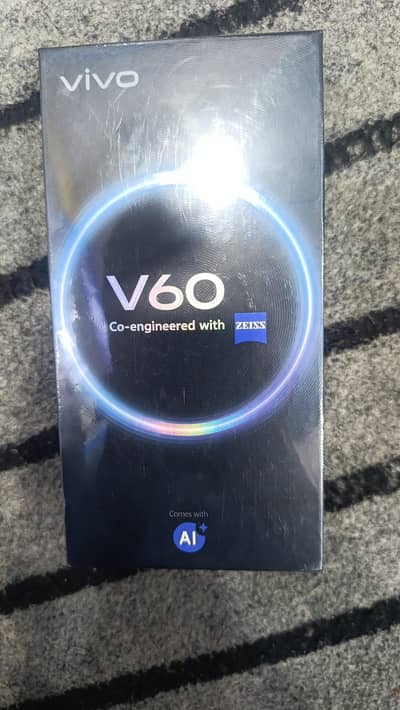 vivo
V60
Co-engineered with ZEISS
Comes with
AI